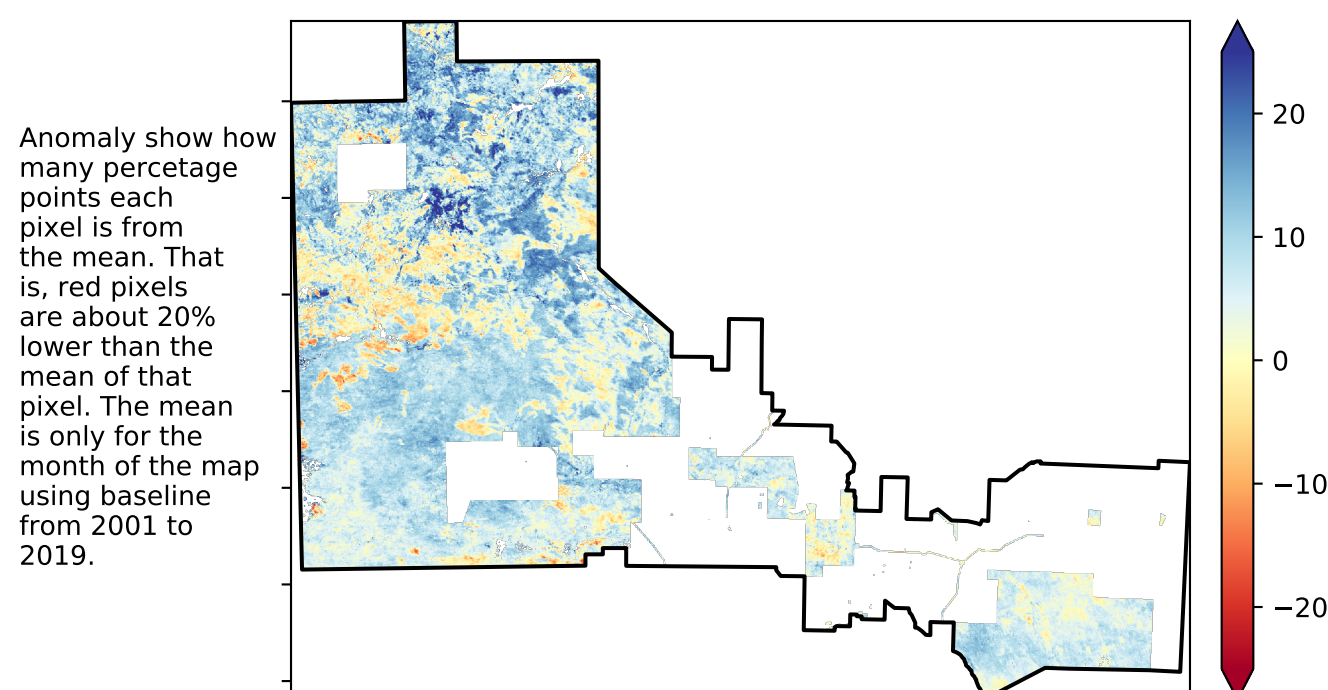 Anomaly show how
many percetage
points each
pixel is from
the mean. That
is, red pixels
are about 20%
lower than the
mean of that
pixel. The mean
is only for the
month of the map
using baseline
from 2001 to
2019.
20
10
0
−10
−20